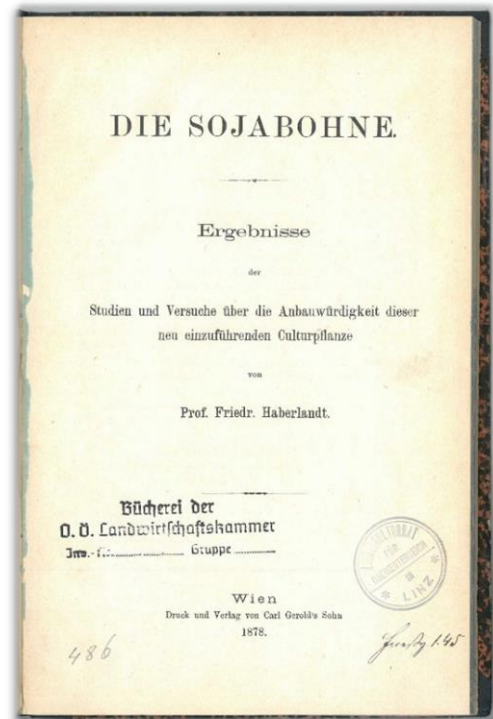 DIE SOJABOHNE.
Ergebnisse
der
Studien und Versuche über die Anbauwürdigkeit dieser
neu einzuführenden Culturpflanze
von
Prof. Friedr. Haberlandt.
Bücherei der
O. Ö. Landwirtschaftskammer
Gruppe
FÜR
LINZ
Wien
Druck und Verlag von Carl Gerold's Sohn
1878.
486